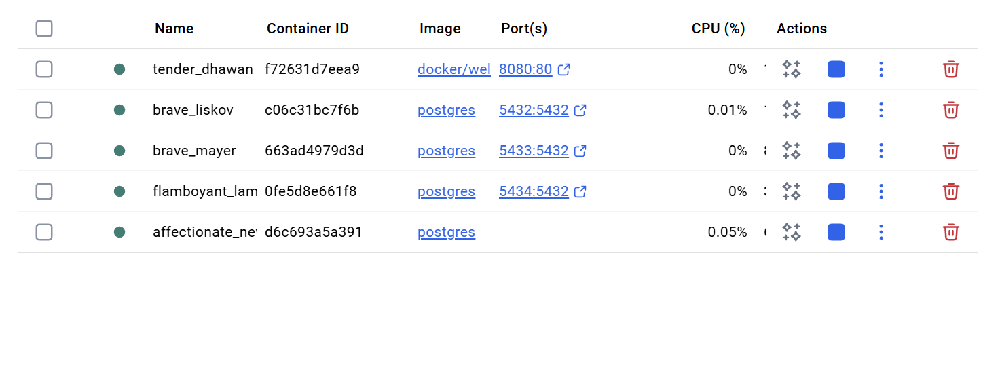 Name Container ID Image Port(s) CPU (%) Actions
tender_dhawan f72631d7eea9 docker/wel 8080:80 0%
brave_liskov c06c31bc7f6b postgres 5432:5432 0.01%
brave_mayer 663ad4979d3d postgres 5433:5432 0%
flamboyant_lam 0fe5d8e661f8 postgres 5434:5432 0%
affectionate_ne d6c693a5a391 postgres 0.05%